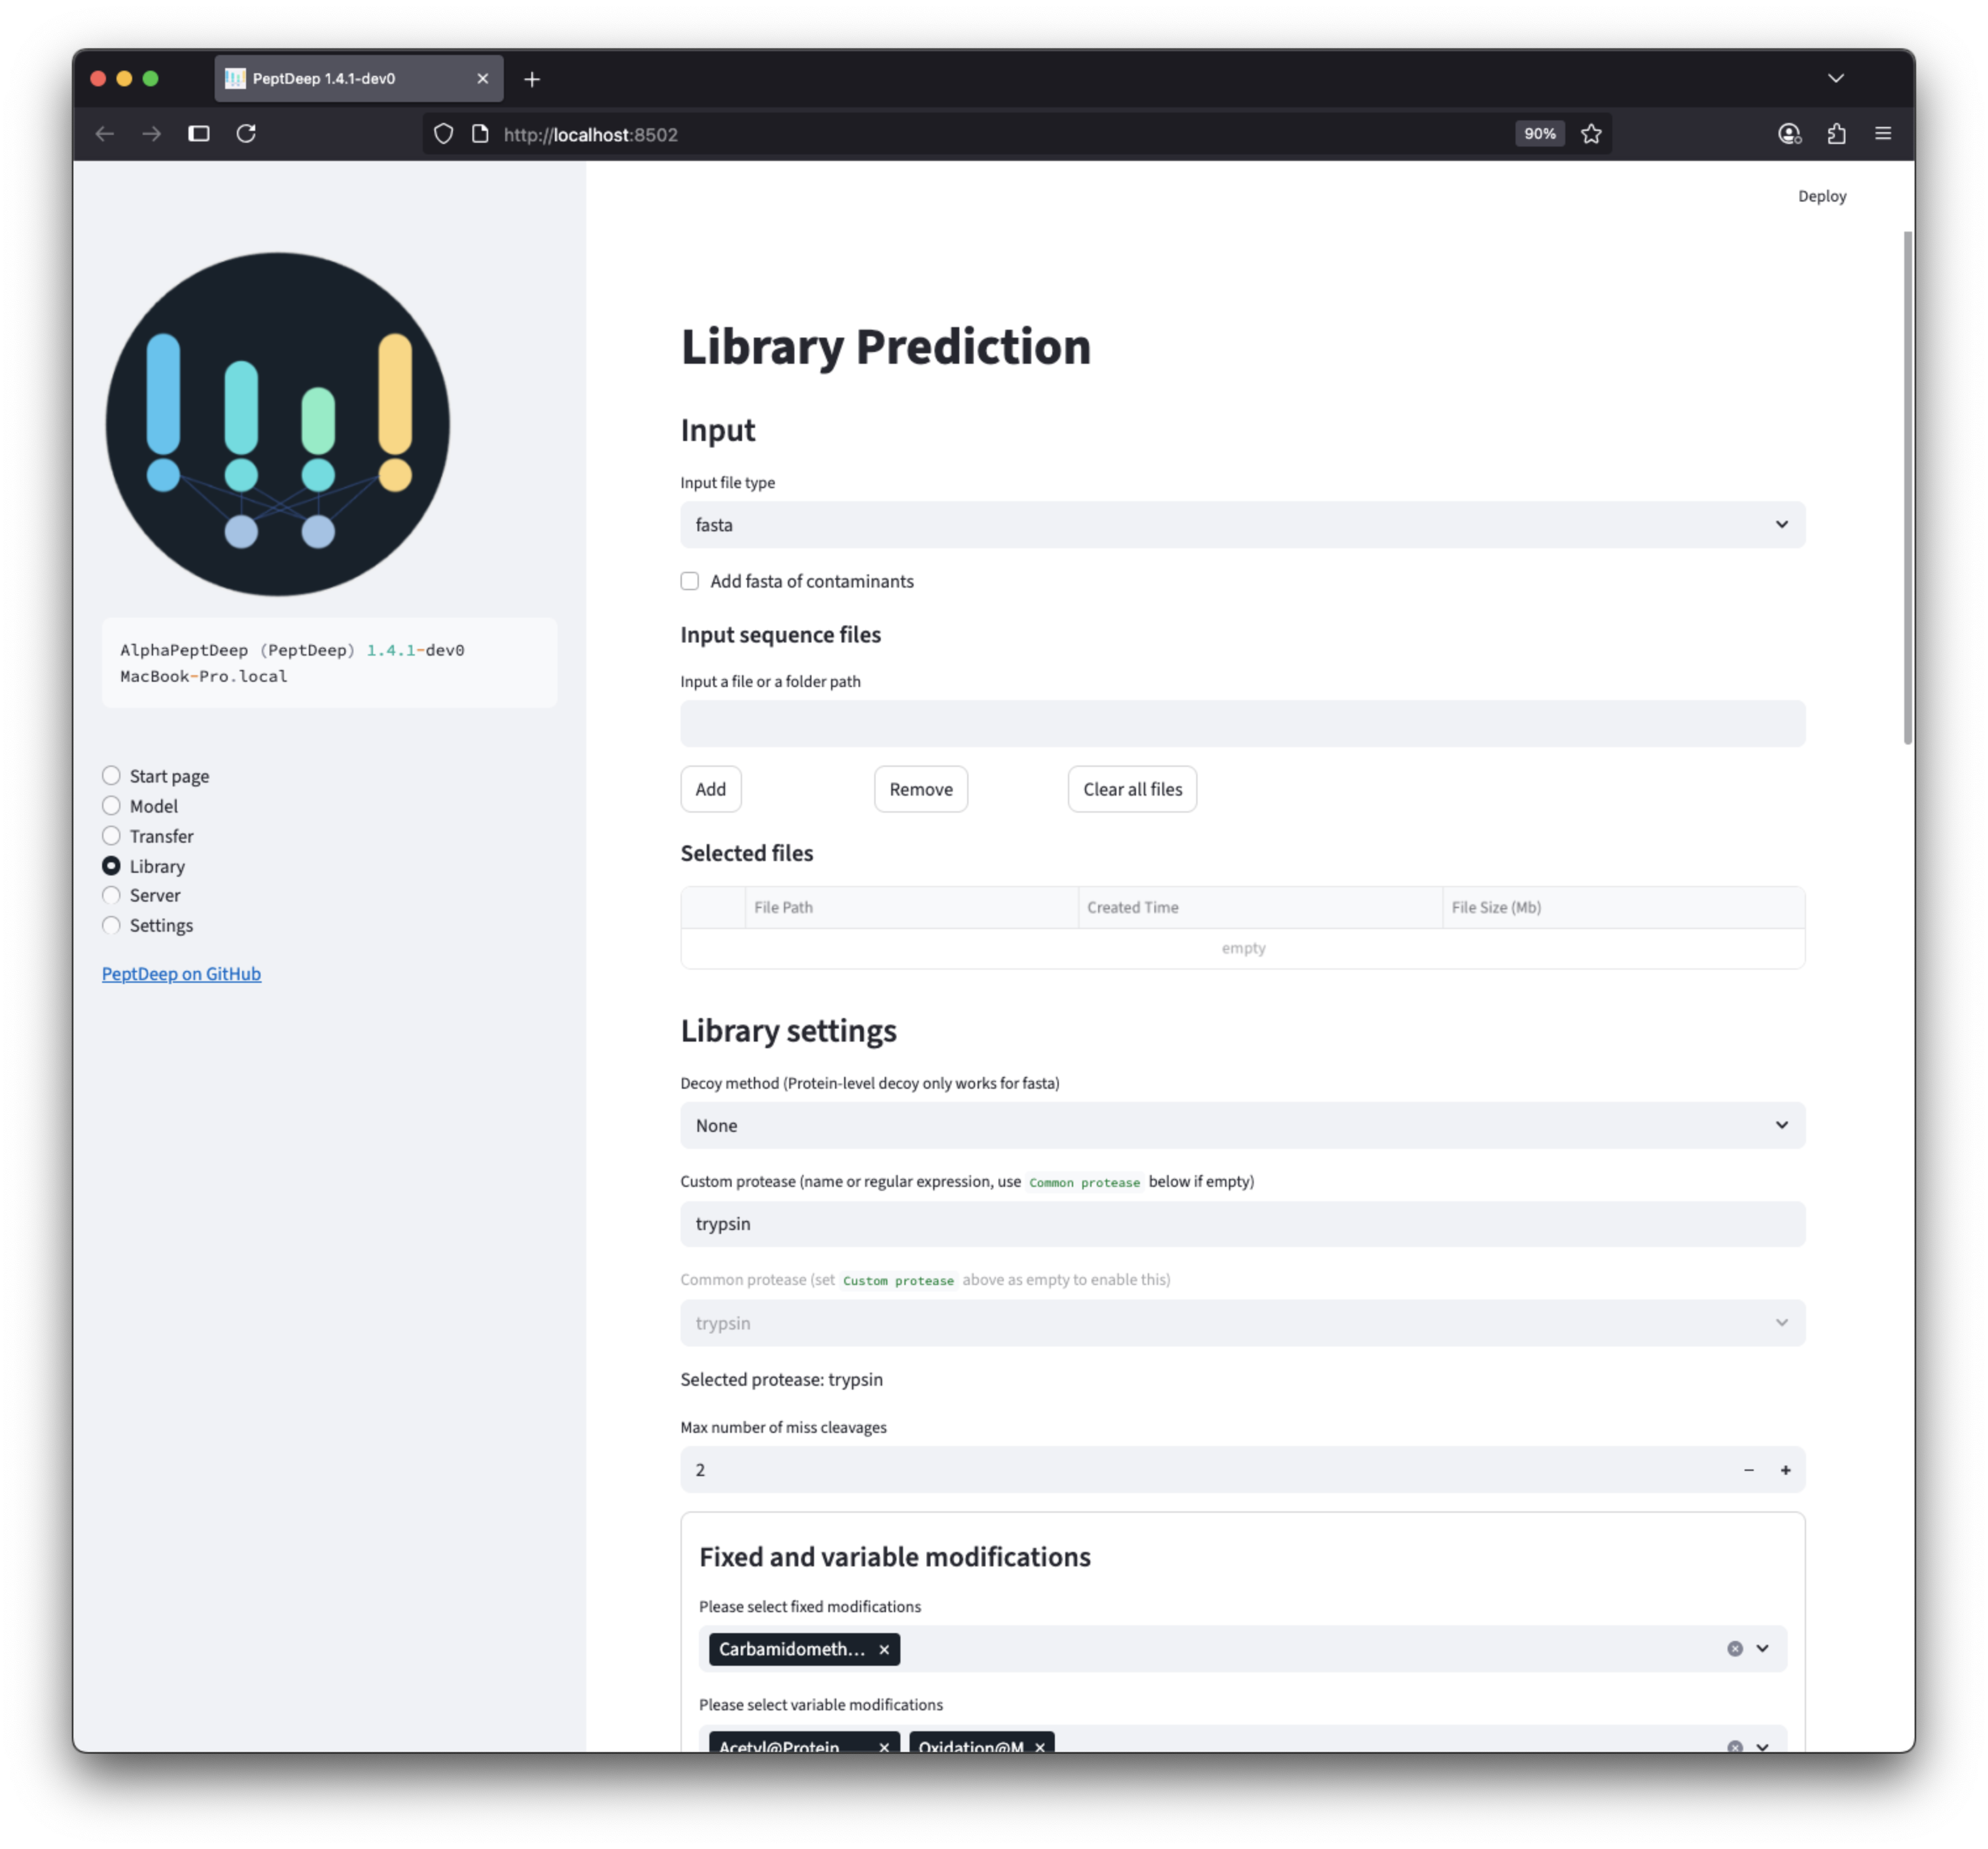 PeptDeep 1.4.1-dev0
http://localhost:8502
90%
Deploy
AlphaPeptDeep (PeptDeep) 1.4.1-dev0
MacBook-Pro.local
Start page
Model
Transfer
Library
Server
Settings
PeptDeep on GitHub
Library Prediction
Input
Input file type
fasta
Add fasta of contaminants
Input sequence files
Input a file or a folder path
Add
Remove
Clear all files
Selected files
File Path
Created Time
File Size (Mb)
empty
Library settings
Decoy method (Protein-level decoy only works for fasta)
None
Custom protease (name or regular expression, use Common protease below if empty)
trypsin
Common protease (set Custom protease above as empty to enable this)
trypsin
Selected protease: trypsin
Max number of miss cleavages
2
Fixed and variable modifications
Please select fixed modifications
Carbamidometh...
Please select variable modifications
Acetyl@Protein_...
Oxidation@M